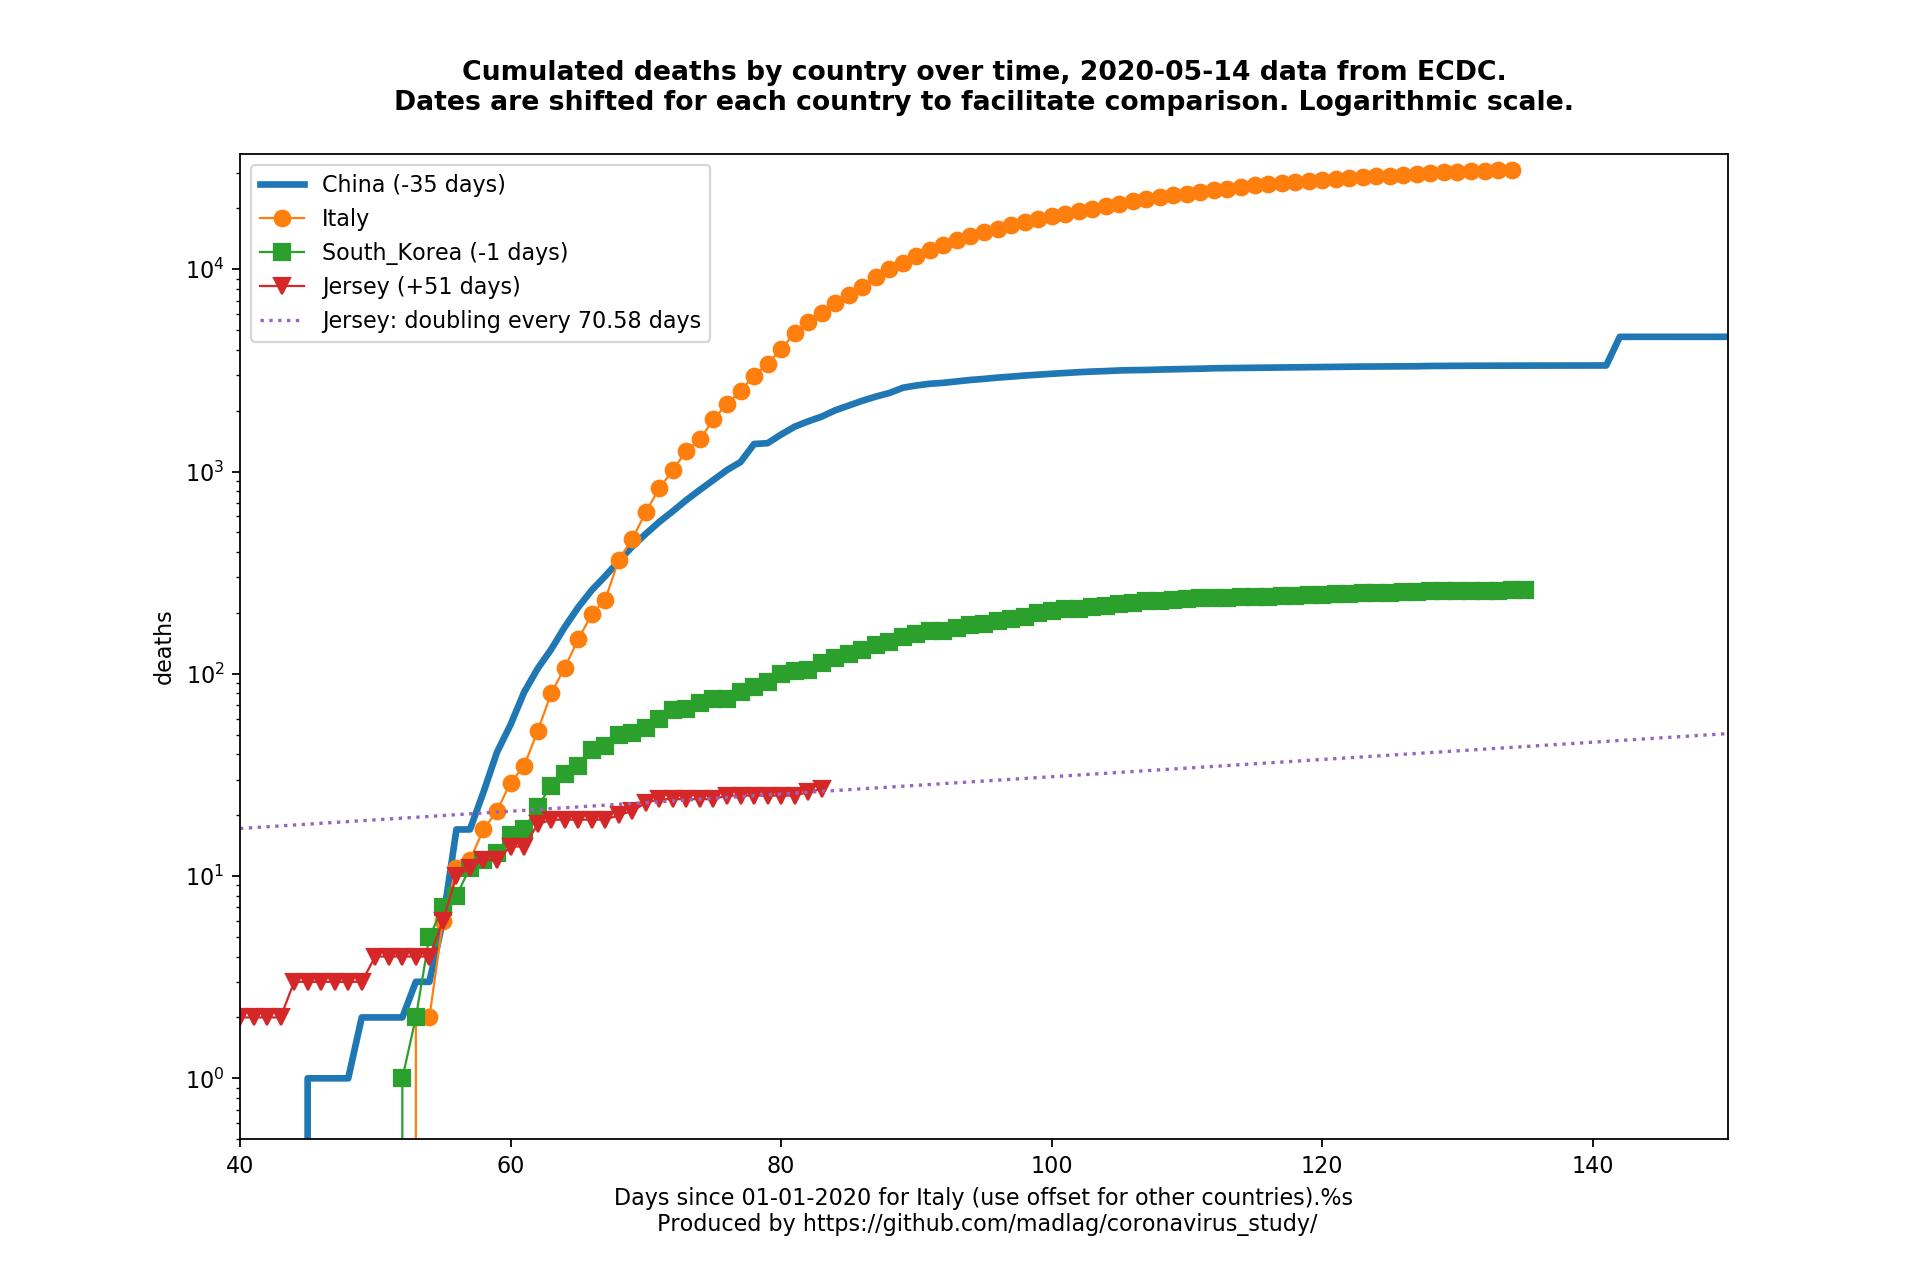 Cumulated deaths by country over time, 2020-05-14 data from ECDC.
Dates are shifted for each country to facilitate comparison. Logarithmic scale.
China (-35 days)
Italy
South_Korea (-1 days)
Jersey (+51 days)
Jersey: doubling every 70.58 days
deaths
10^4
10^3
10^2
10^1
10^0
40 60 80 100 120 140
Days since 01-01-2020 for Italy (use offset for other countries).%s
Produced by https://github.com/madlag/coronavirus_study/